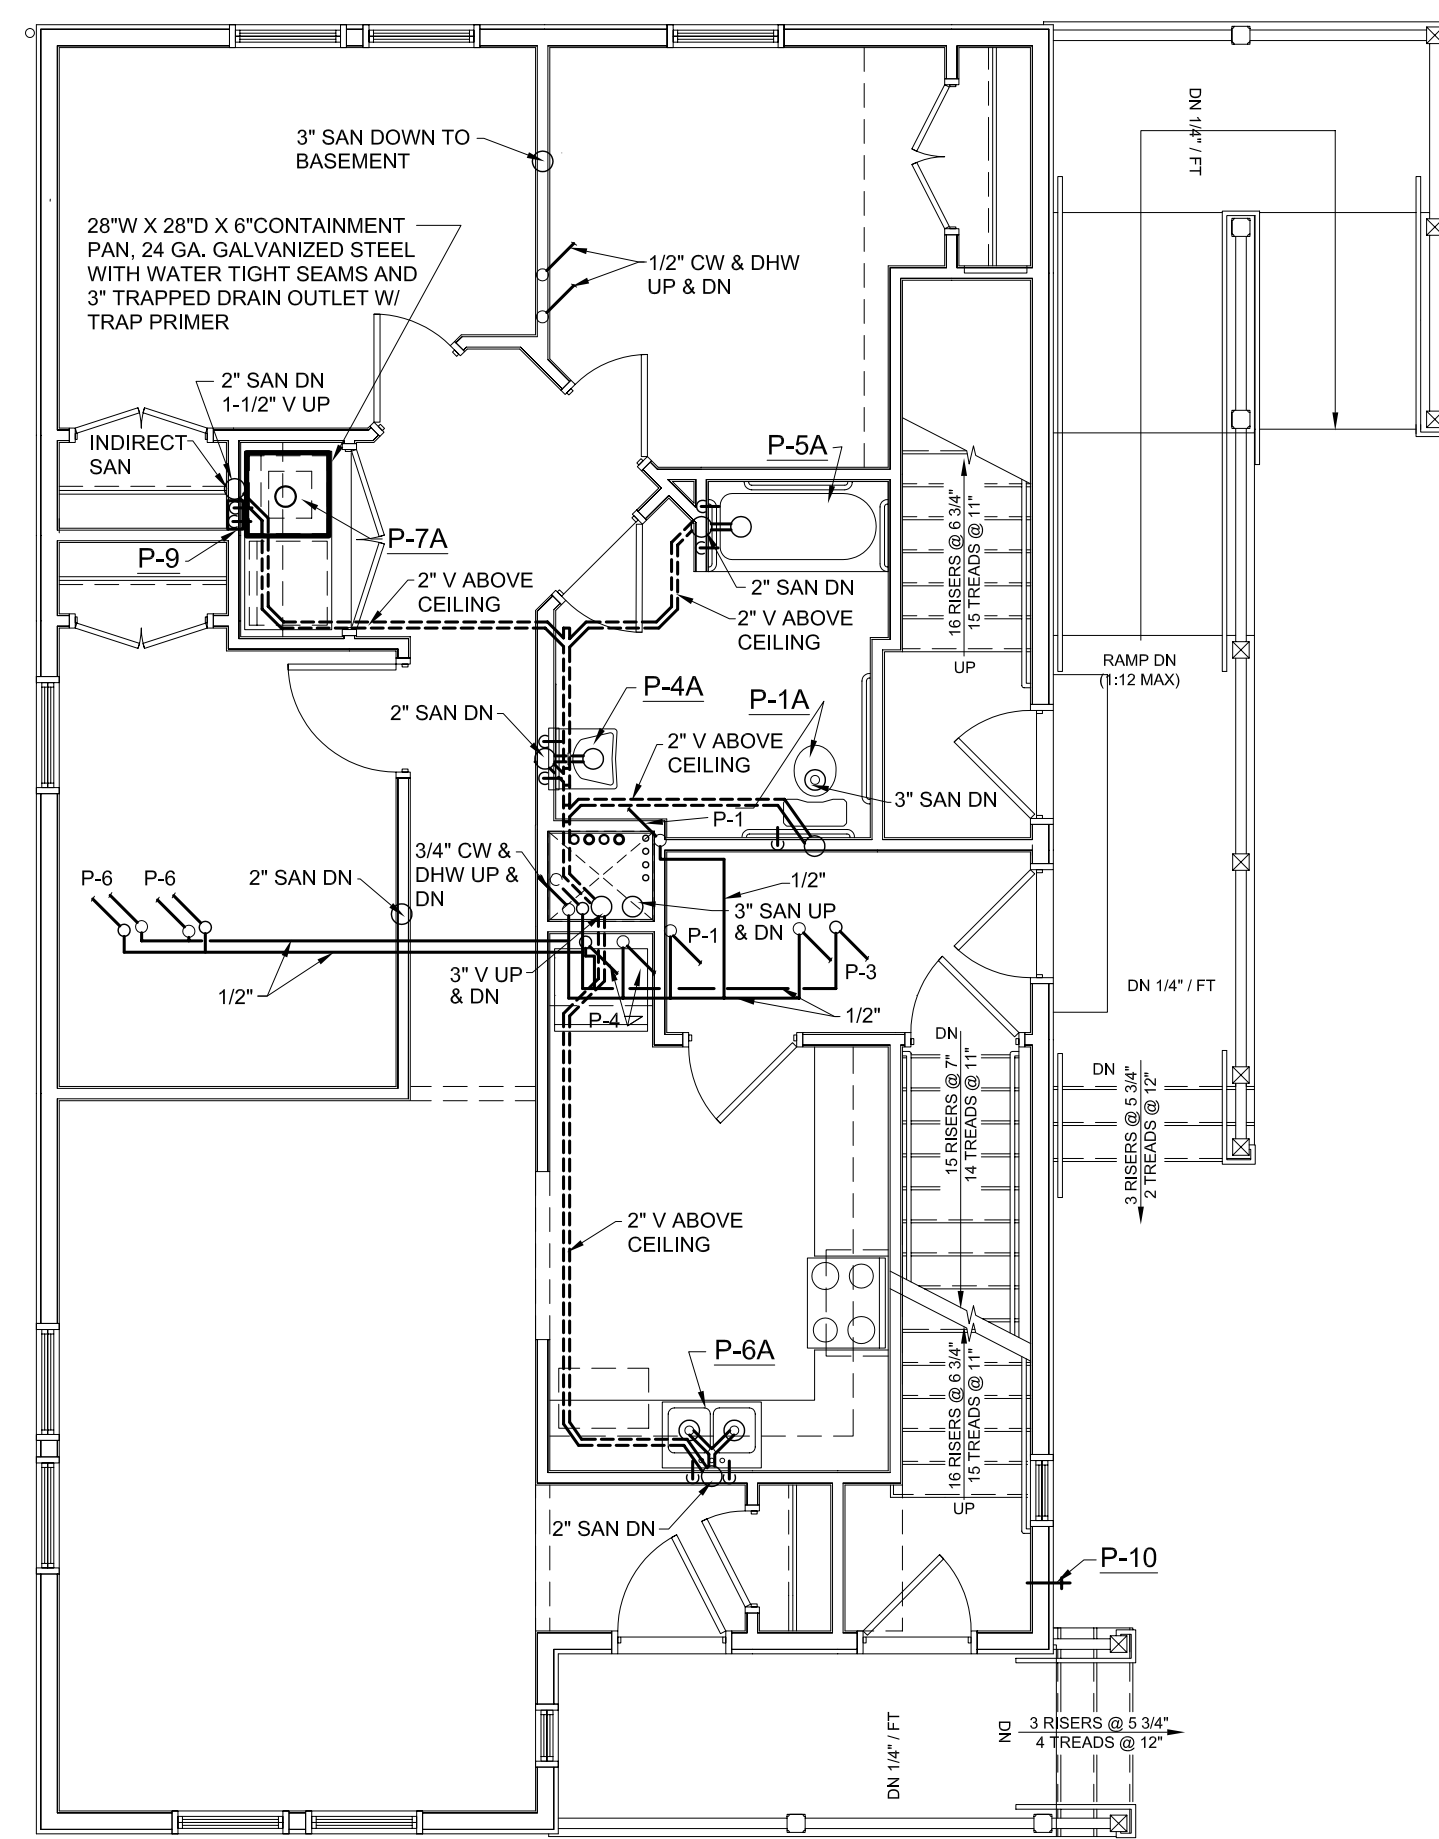 3" SAN DOWN TO
BASEMENT
DN 1/4" / FT
28"W X 28"D X 6"CONTAINMENT
PAN, 24 GA. GALVANIZED STEEL
WITH WATER TIGHT SEAMS AND
3" TRAPPED DRAIN OUTLET W/
TRAP PRIMER
1/2" CW & DHW
UP & DN
2" SAN DN
1-1/2" V UP
INDIRECT
SAN
P-5A
P-7A
P-9
2" V ABOVE
CEILING
2" SAN DN
2" V ABOVE
CEILING
16 RISERS @ 6 3/4"
15 TREADS @ 11"
UP
RAMP DN
(1:12 MAX)
P-4A
P-1A
2" SAN DN
2" V ABOVE
CEILING
3" SAN DN
P-1
3/4" CW &
DHW UP &
DN
P-6
P-6
2" SAN DN
1/2"
3" SAN UP
& DN
P-1
P-3
3" V UP
& DN
1/2"
P-4
1/2"
DN 1/4" / FT
DN
15 RISERS @ 7"
14 TREADS @ 11"
DN
3 RISERS @ 5 3/4"
2 TREADS @ 12"
2" V ABOVE
CEILING
P-6A
16 RISERS @ 6 3/4"
15 TREADS @ 11"
UP
2" SAN DN
P-10
DN 1/4" / FT
DN
3 RISERS @ 5 3/4"
4 TREADS @ 12"